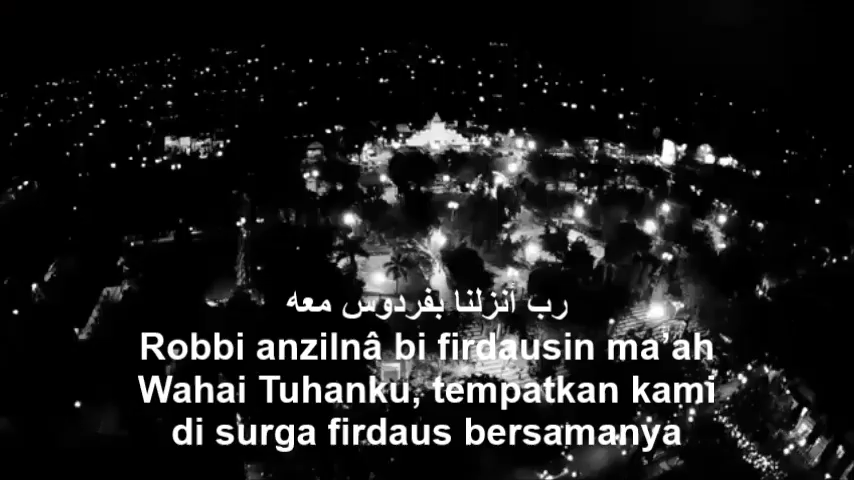 رب أنزلنا بفردوس معه
Robbi anzilnâ bi firdausin ma'ah
Wahai Tuhanku, tempatkan kami
di surga firdaus bersamanya